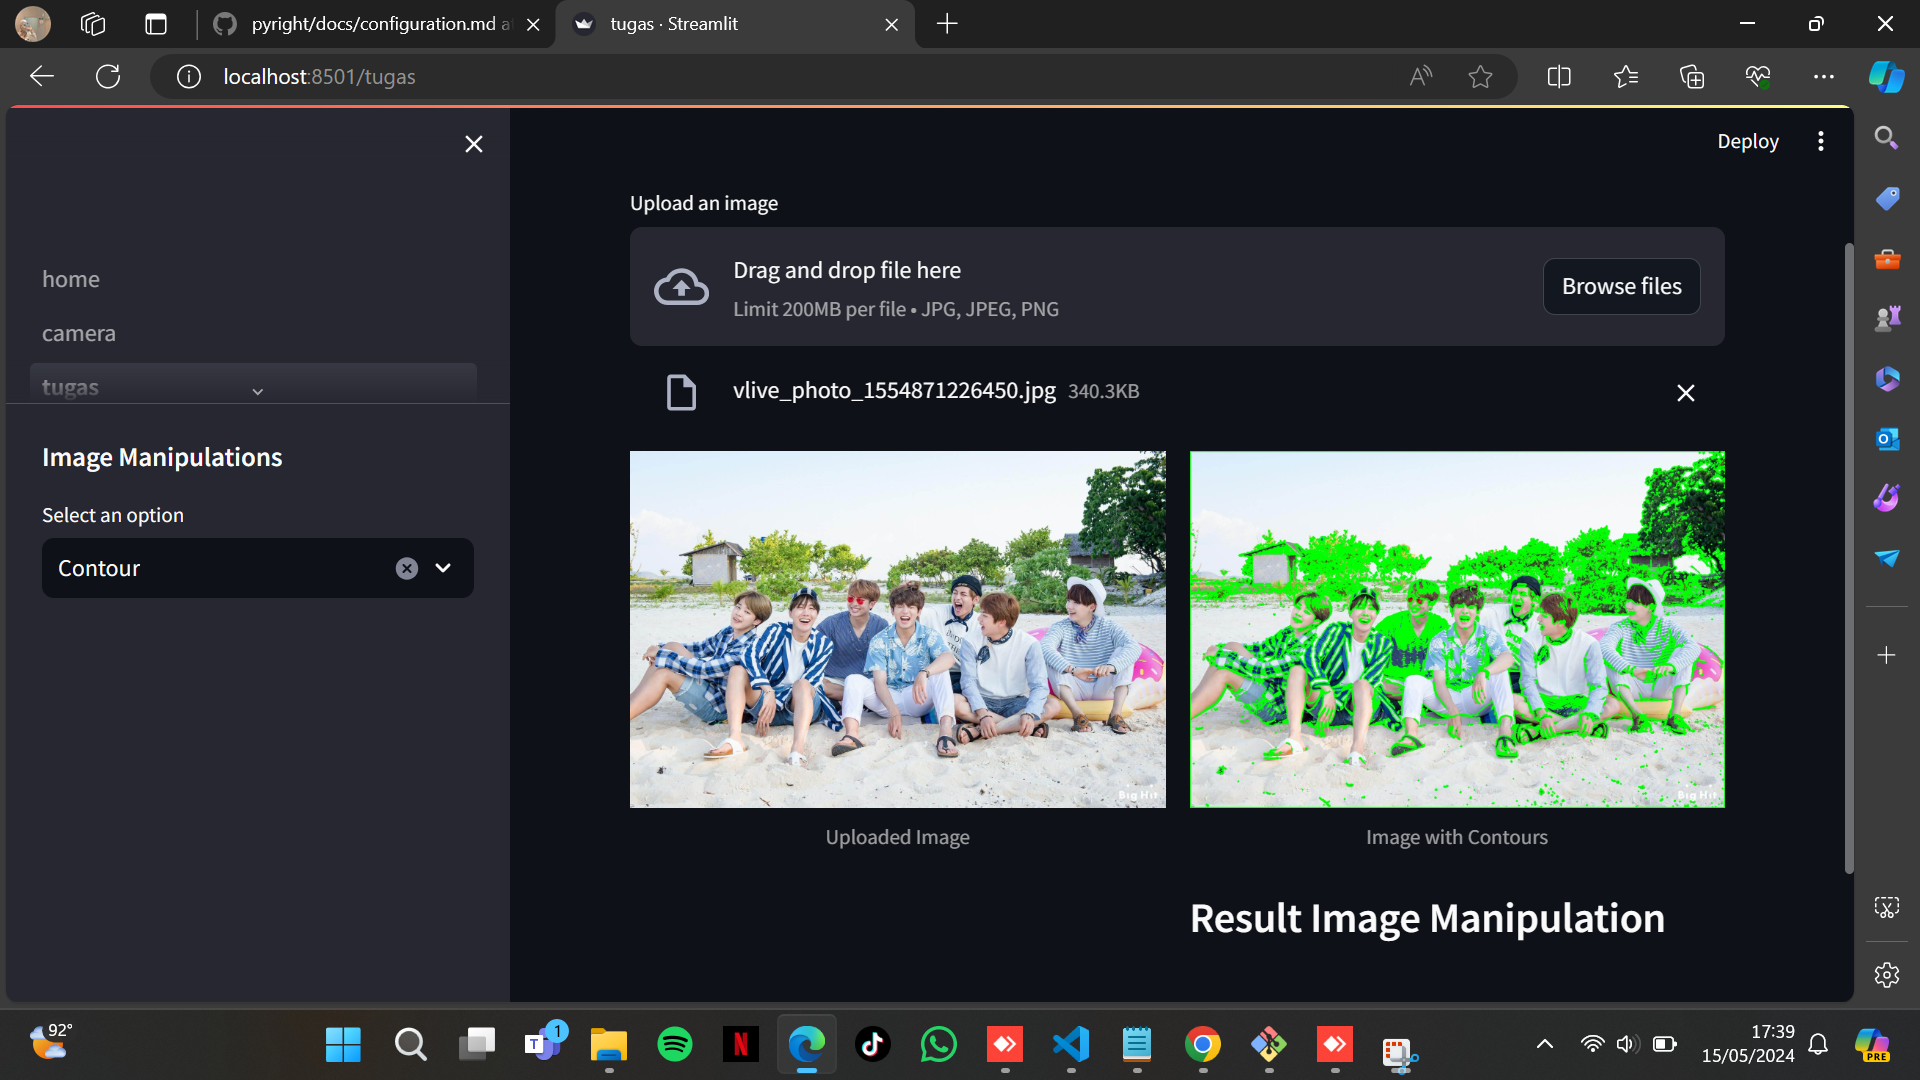 pyright/docs/configuration.md a
tugas · Streamlit
localhost:8501/tugas
Deploy
home
camera
tugas
Image Manipulations
Select an option
Contour
Upload an image
Drag and drop file here
Limit 200MB per file • JPG, JPEG, PNG
Browse files
vlive_photo_1554871226450.jpg 340.3KB
Big Hit
Big Hit
Uploaded Image
Image with Contours
Result Image Manipulation
92°
1
17:39
15/05/2024
PRE